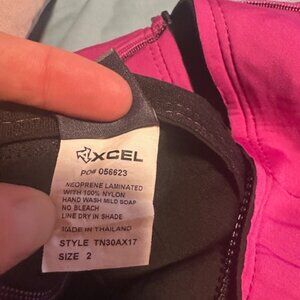 XCEL
PO# 056623
NEOPRENE LAMINATED
WITH 100% NYLON
HAND WASH MILD SOAP
NO BLEACH
LINE DRY IN SHADE
MADE IN THAILAND
STYLE TN30AX17
SIZE 2